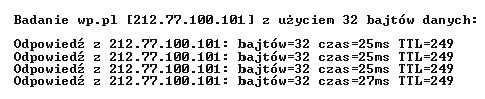 Badanie wp.pl [212.77.100.101] z użyciem 32 bajtów danych:
Odpowiedź z 212.77.100.101: bajtów=32 czas=25ms TTL=249
Odpowiedź z 212.77.100.101: bajtów=32 czas=25ms TTL=249
Odpowiedź z 212.77.100.101: bajtów=32 czas=25ms TTL=249
Odpowiedź z 212.77.100.101: bajtów=32 czas=27ms TTL=249